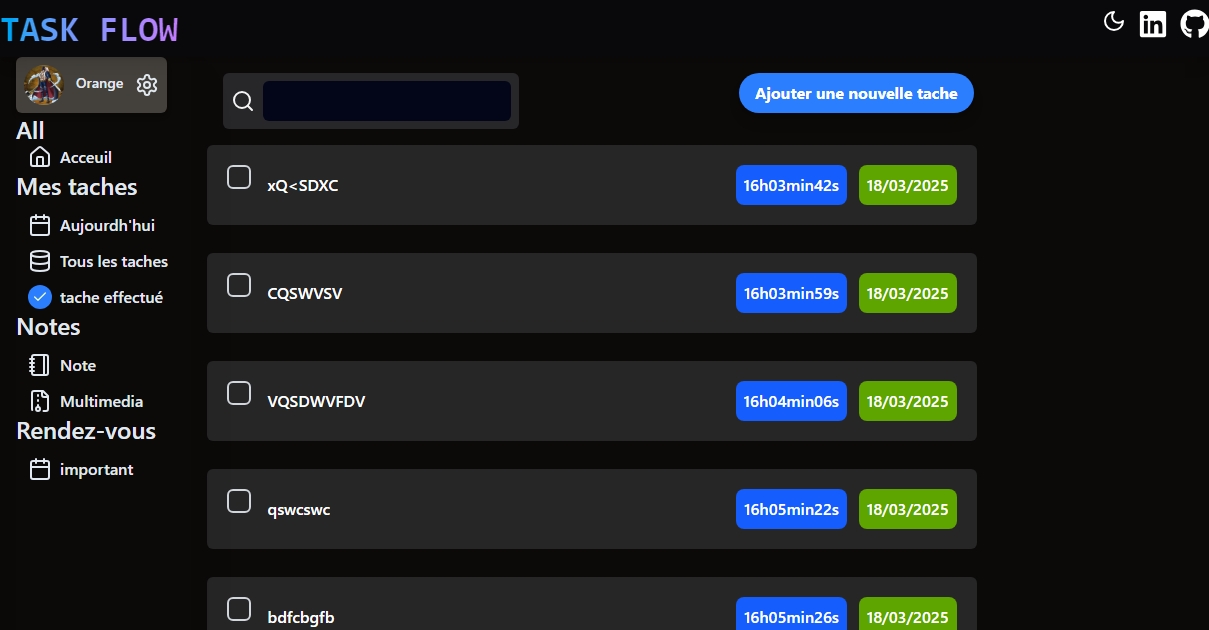 TASK FLOW
Orange
All
Acceuil
Mes taches
Aujourdh'hui
Tous les taches
tache effectué
Notes
Note
Multimedia
Rendez-vous
important
Ajouter une nouvelle tache
xQ<SDXC 16h03min42s 18/03/2025
CQSWVSV 16h03min59s 18/03/2025
VQSDWVFDV 16h04min06s 18/03/2025
qswcswc 16h05min22s 18/03/2025
bdfcbgfb 16h05min26s 18/03/2025